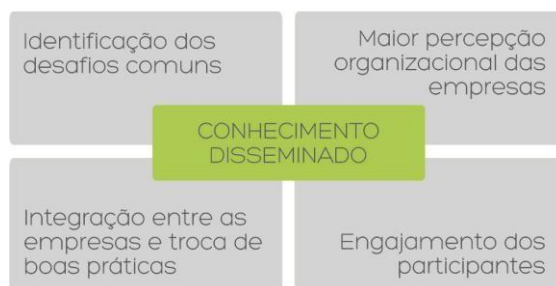 Identificação dos
desafios comuns
Maior percepção
organizacional das
empresas
CONHECIMENTO
DISSEMINADO
Integração entre as
empresas e troca de
boas práticas
Engajamento dos
participantes